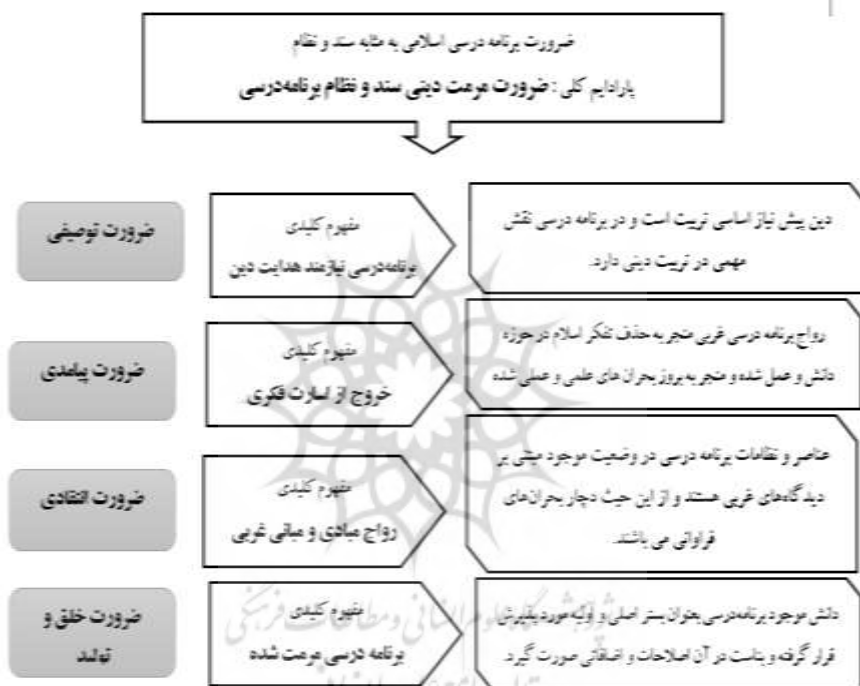 ضرورت برنامه درسی اسلامی به مثابه سند و نظام
پارادایم کلی : ضرورت مرمت دینی سند و نظام برنامه‌درسی
دین پیش نیاز اساسی تربیت است و در برنامه درسی نقش
مهمی در تربیت دینی دارد.
مفهوم کلیدی
برنامه‌درسی نیازمند هدایت دین
ضرورت توصیفی
رواج برنامه درسی غربی منجر به حذف تفکر اسلام در حوزه
دانش و عمل شده و منجر به بروز بحران های علمی و عملی شده
مفهوم کلیدی
خروج از اسارت فکری
ضرورت پیامدی
عناصر و نظامات برنامه درسی در وضعیت موجود مبتنی بر
دیدگاه‌های غربی هستند و از این حیث دچار بحران‌های
فراوانی می باشند.
مفهوم کلیدی
رواج مبادی و مبانی غربی
ضرورت انتقادی
دانش موجود برنامه‌درسی بعنوان بستر اصلی و اولیه مورد پذیرش
قرار گرفته و بناست در آن اصلاحات و اضافاتی صورت گیرد.
مفهوم کلیدی
برنامه درسی مرمت شده
ضرورت خلق و
تولید
پژوهشگاه علوم انسانی و مطالعات فرهنگی